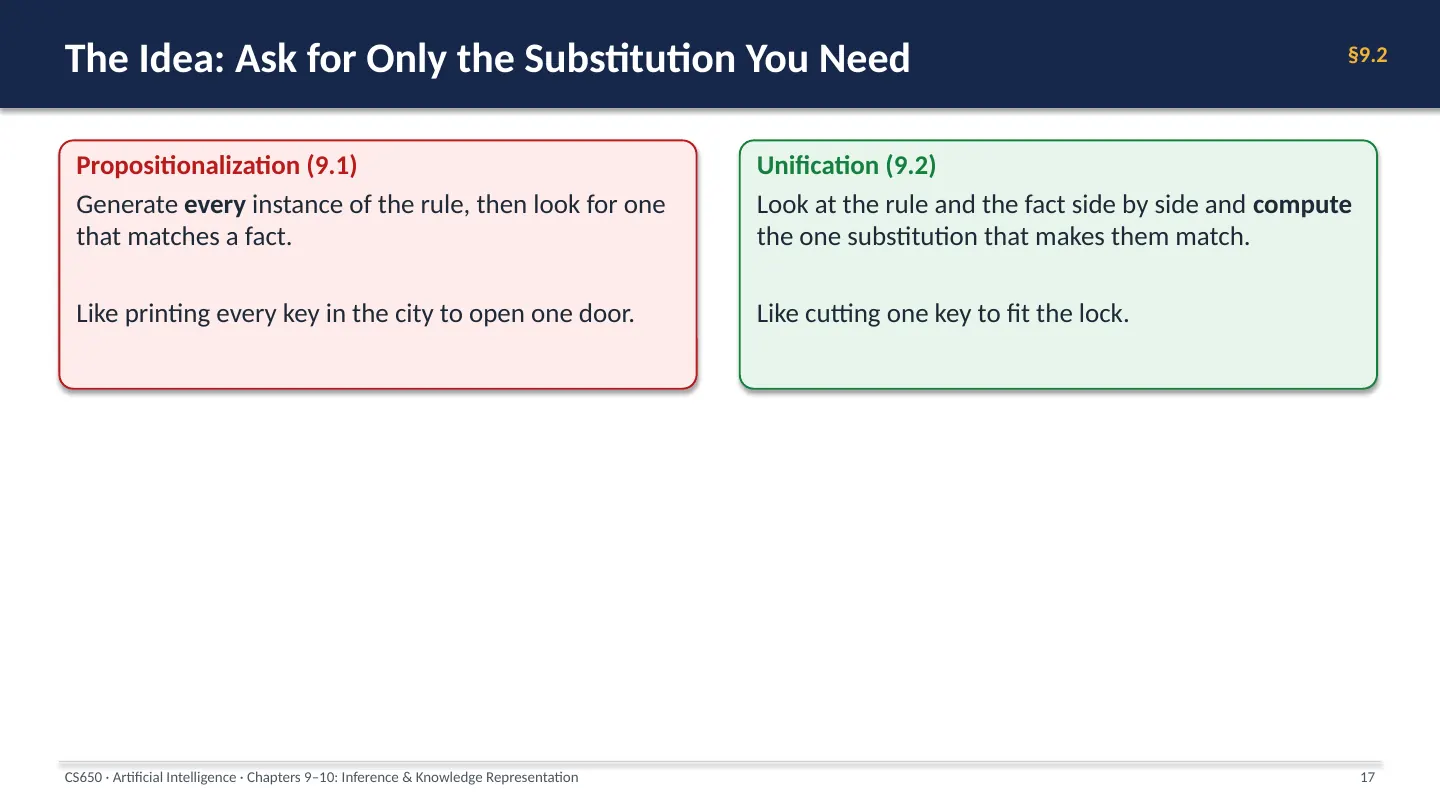 The Idea: Ask for Only the Substitution You Need
§9.2
Propositionalization (9.1)
Generate every instance of the rule, then look for one
that matches a fact.
Like printing every key in the city to open one door.
Unification (9.2)
Look at the rule and the fact side by side and compute
the one substitution that makes them match.
Like cutting one key to fit the lock.
CS650 · Artificial Intelligence · Chapters 9–10: Inference & Knowledge Representation
17